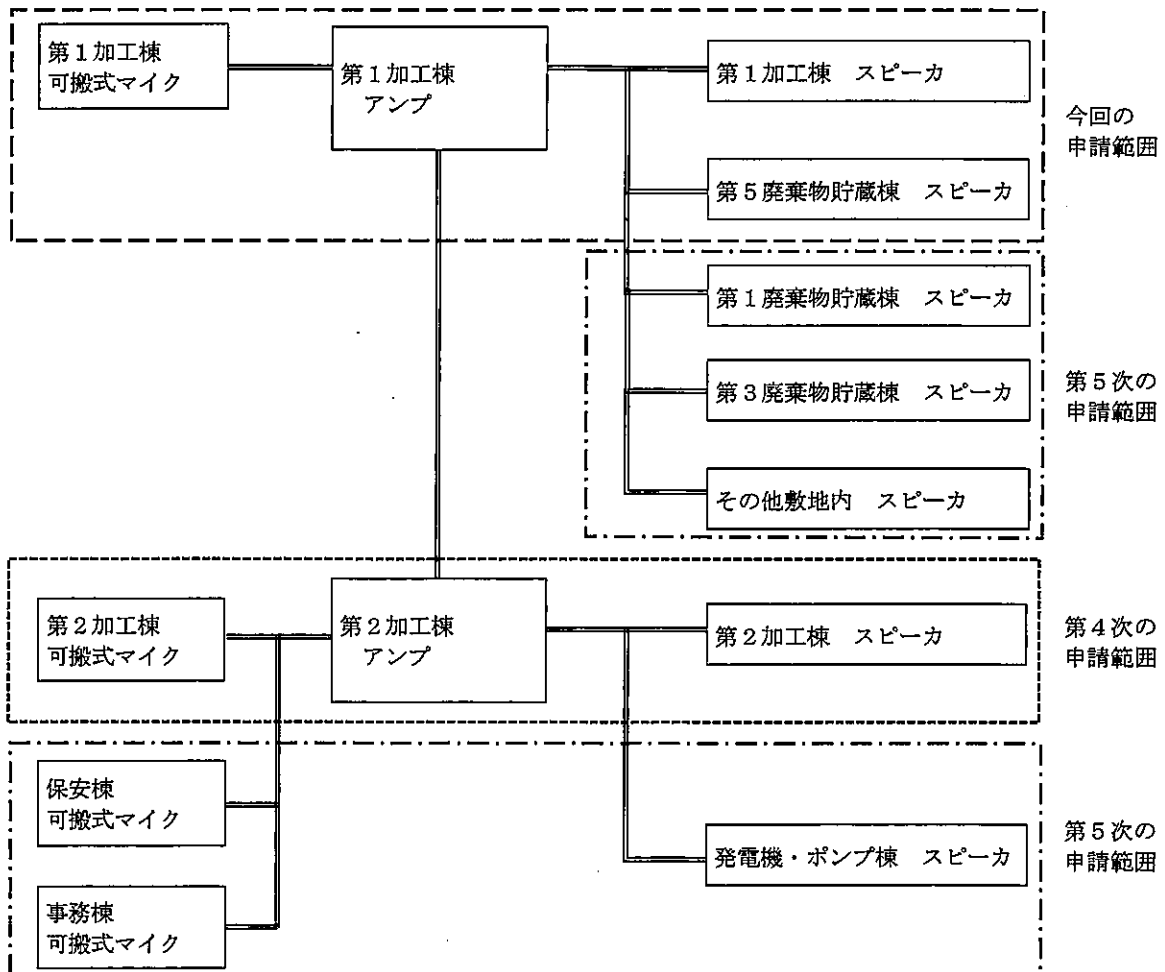 第１加工棟
可搬式マイク
第１加工棟
アンプ
第１加工棟　スピーカ
今回の
申請範囲
第５廃棄物貯蔵棟　スピーカ
第１廃棄物貯蔵棟　スピーカ
第３廃棄物貯蔵棟　スピーカ
第５次の
申請範囲
その他敷地内　スピーカ
第２加工棟
可搬式マイク
第２加工棟
アンプ
第２加工棟　スピーカ
第４次の
申請範囲
保安棟
可搬式マイク
発電機・ポンプ棟　スピーカ
第５次の
申請範囲
事務棟
可搬式マイク